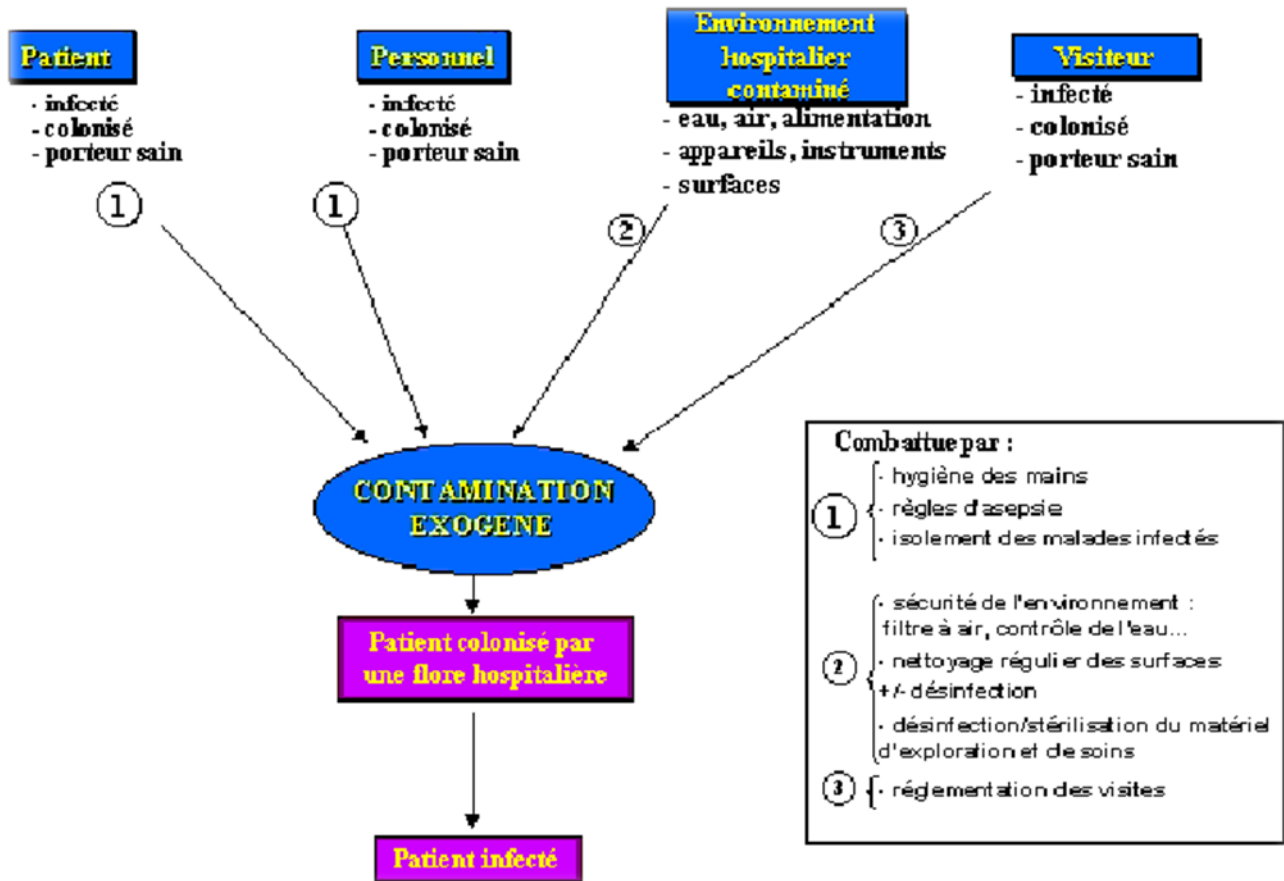 Patient
- infecté
- colonisé
- porteur sain
1
Personnel
- infecté
- colonisé
- porteur sain
1
Environnement
hospitalier
contaminé
- eau, air, alimentation
- appareils, instruments
- surfaces
2
Visiteur
- infecté
- colonisé
- porteur sain
3
CONTAMINATION
EXOGENE
Patient colonisé par
une flore hospitalière
Patient infecté
Combattue par :
1
- hygiène des mains
- règles d'asepsie
- isolement des malades infectés
2
- sécurité de l'environnement :
filtre à air, contrôle de l'eau...
- nettoyage régulier des surfaces
+/- désinfection
- désinfection/stérilisation du matériel
d'exploration et de soins
3
- réglementation des visites